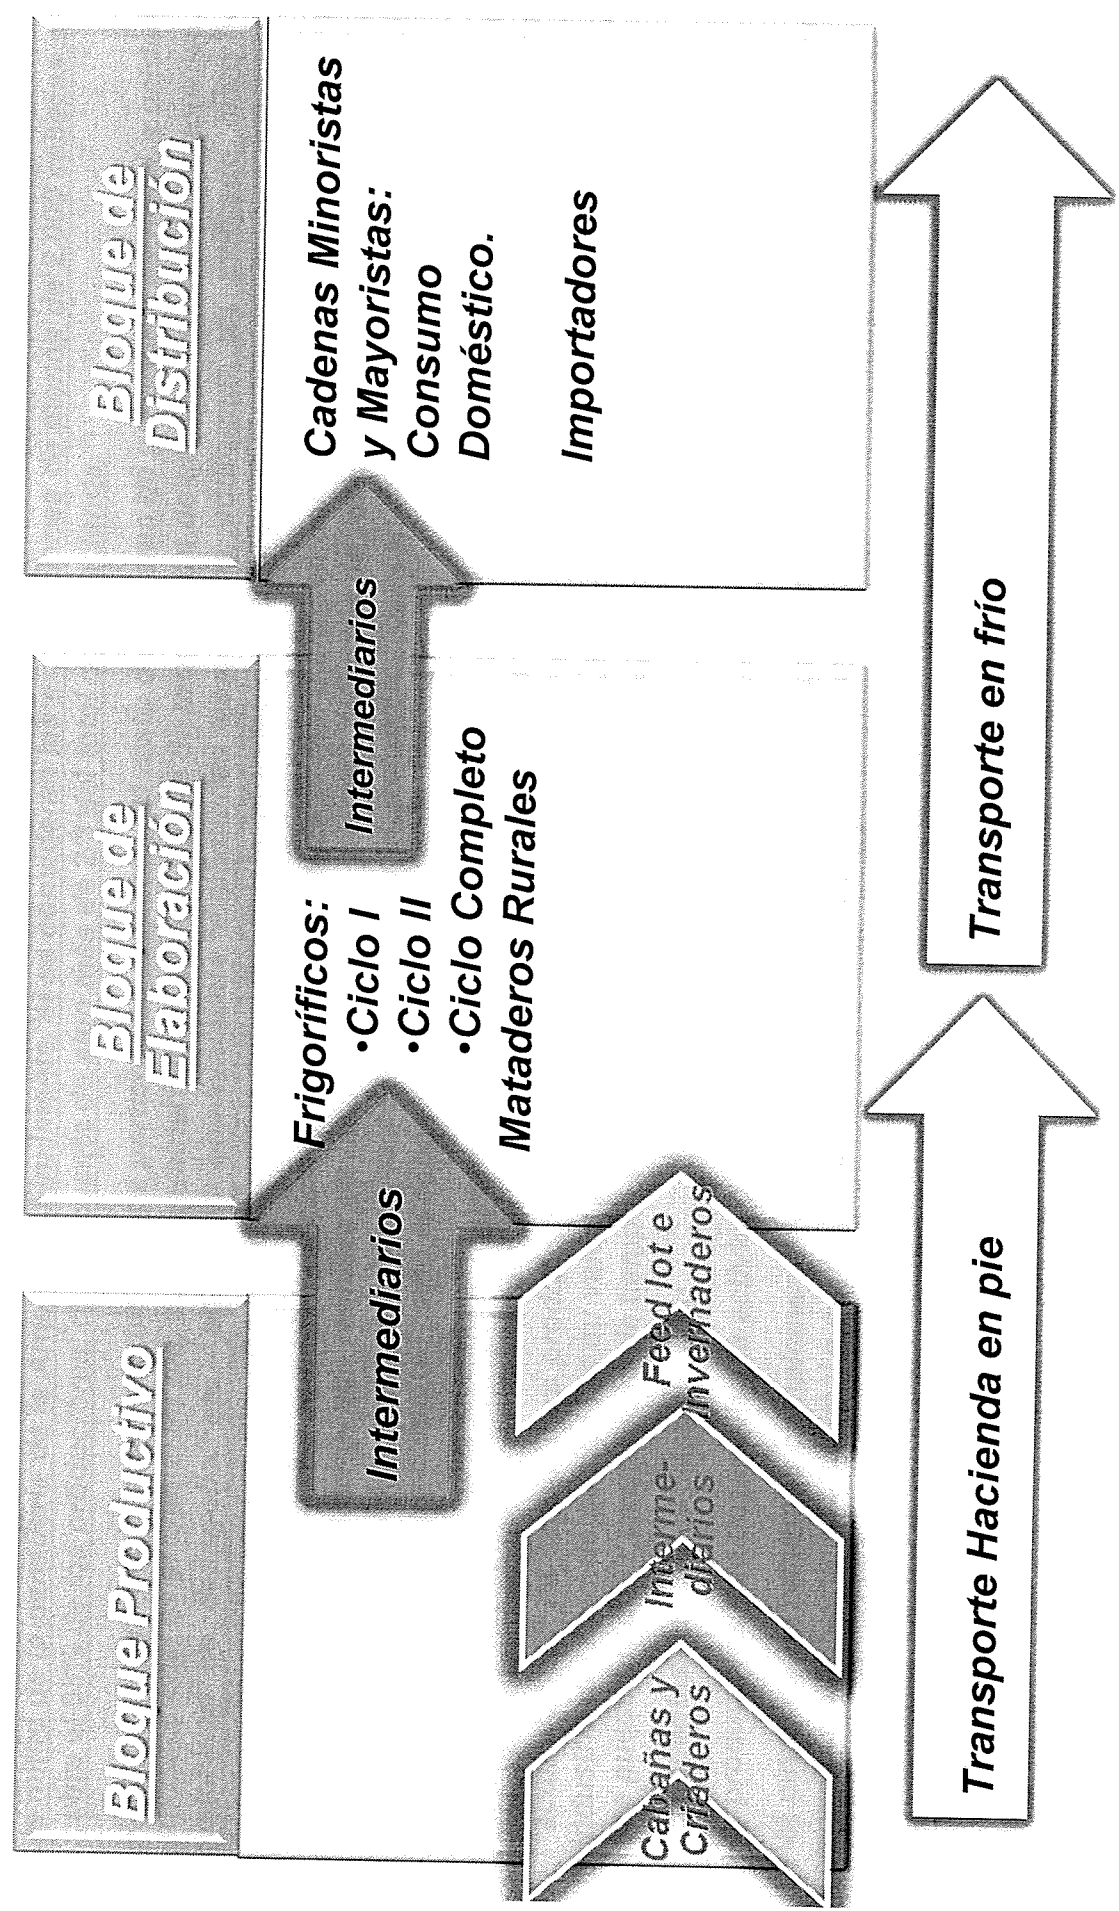 Bloque Productivo
Cabañas y
Criaderos
Interme-
diarios
Feed lot e
Invernaderos
Intermediarios
Bloque de
Elaboración
Frigoríficos:
•Ciclo I
•Ciclo II
•Ciclo Completo
Mataderos Rurales
Intermediarios
Bloque de
Distribución
Cadenas Minoristas
y Mayoristas:
Consumo
Doméstico.
Importadores
Transporte Hacienda en pie
Transporte en frío